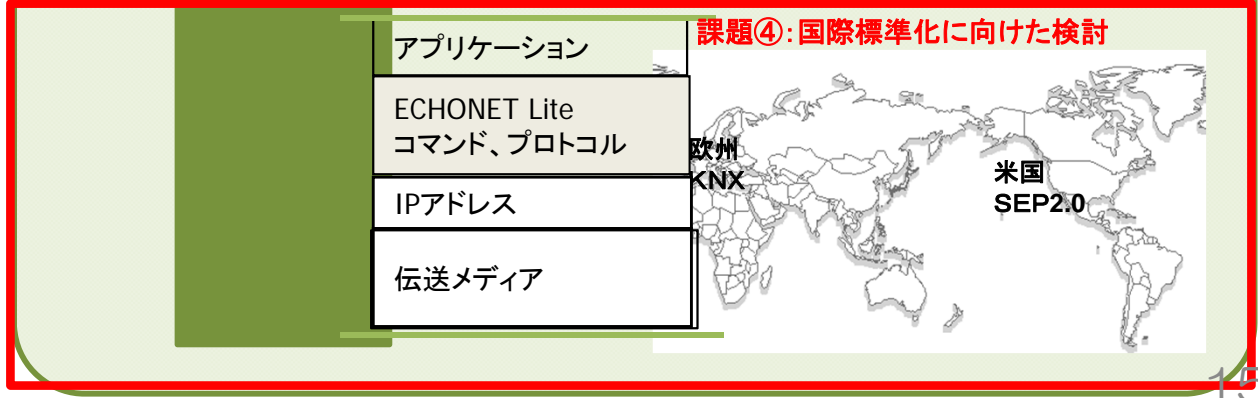 課題④：国際標準化に向けた検討
アプリケーション
ECHONET Lite
コマンド、プロトコル
IPアドレス
伝送メディア
欧州
KNX
米国
SEP2.0
15